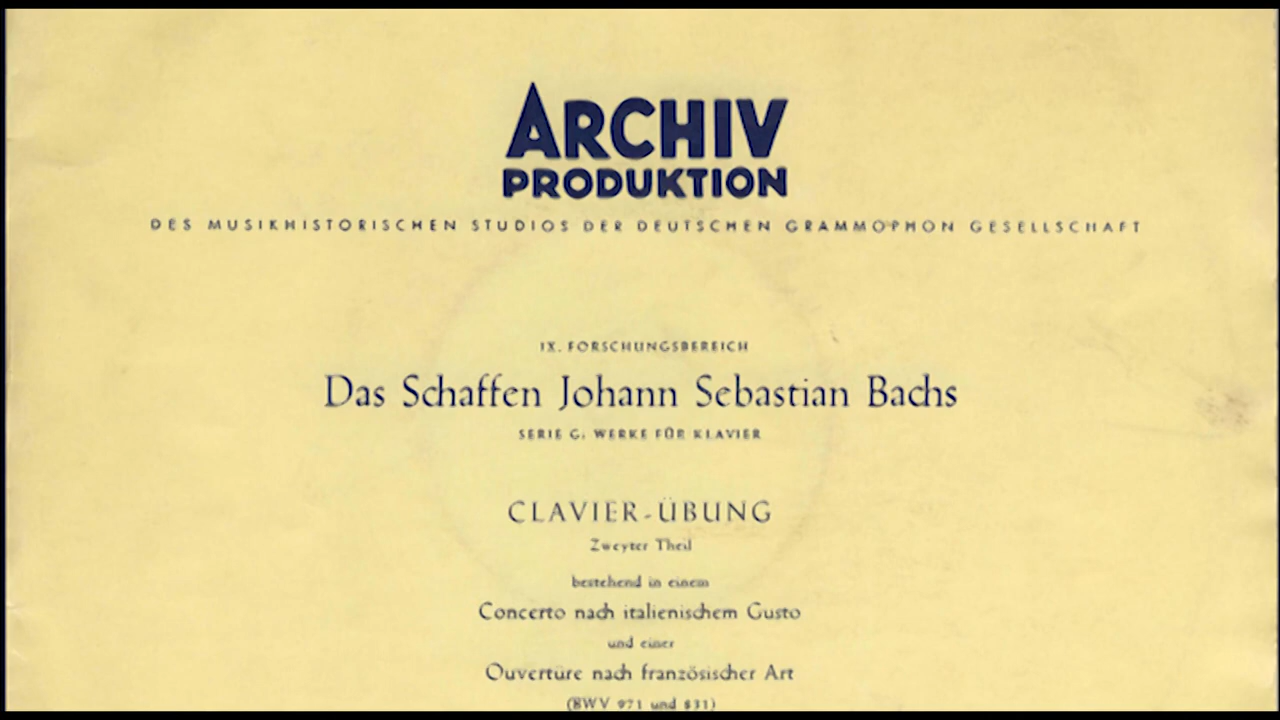 ARCHIV
PRODUKTION
DES MUSIKHISTORISCHEN STUDIOS DER DEUTSCHEN GRAMMOPHON GESELLSCHAFT
IX. FORSCHUNGSBEREICH
Das Schaffen Johann Sebastian Bachs
SERIE G: WERKE FÜR KLAVIER
CLAVIER-ÜBUNG
Zweyter Theil
bestehend in einem
Concerto nach italienischem Gusto
und einer
Ouvertüre nach französischer Art
(BWV 971 und 831)